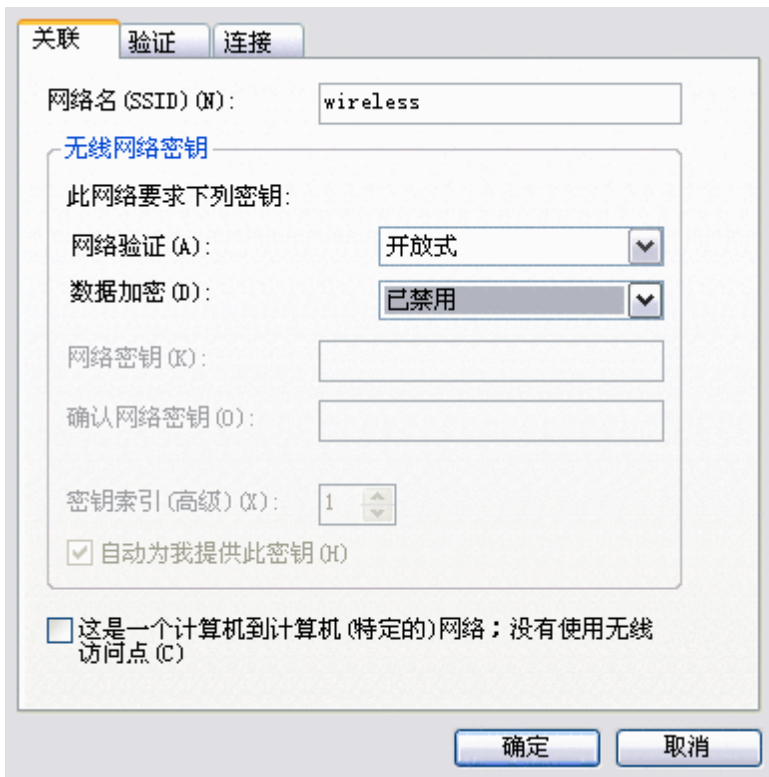 关联 验证 连接
网络名(SSID)(N): wireless
无线网络密钥
此网络要求下列密钥:
网络验证(A): 开放式
数据加密(D): 已禁用
网络密钥(K):
确认网络密钥(O):
密钥索引(高级)(X): 1
自动为我提供此密钥(H)
这是一个计算机到计算机(特定的)网络；没有使用无线
访问点(C)
确定 取消